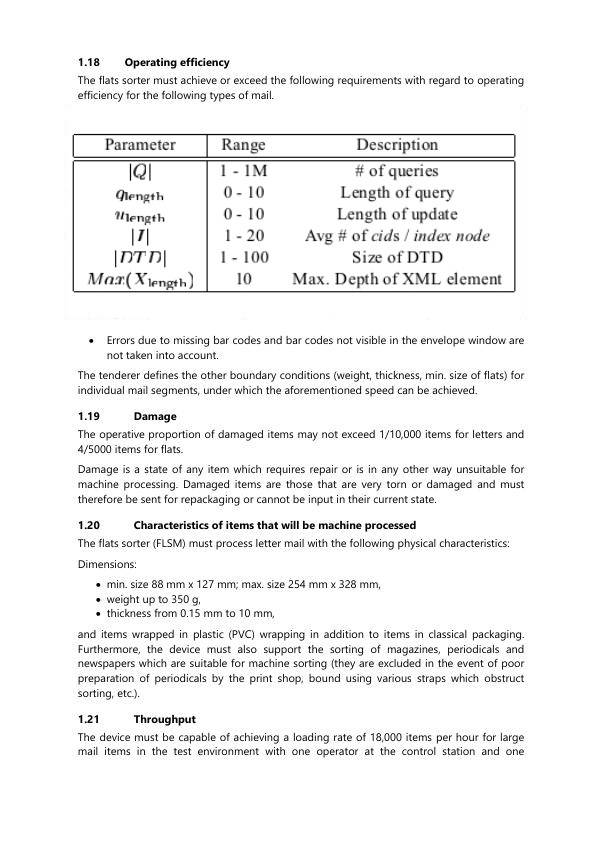 1.18 Operating efficiency
The flats sorter must achieve or exceed the following requirements with regard to operating
efficiency for the following types of mail.
Parameter Range Description
|Q| 1 - 1M # of queries
qlength 0 - 10 Length of query
ulength 0 - 10 Length of update
|I| 1 - 20 Avg # of cids / index node
|DTD| 1 - 100 Size of DTD
Max(Xlength) 10 Max. Depth of XML element
• Errors due to missing bar codes and bar codes not visible in the envelope window are
not taken into account.
The tenderer defines the other boundary conditions (weight, thickness, min. size of flats) for
individual mail segments, under which the aforementioned speed can be achieved.
1.19 Damage
The operative proportion of damaged items may not exceed 1/10,000 items for letters and
4/5000 items for flats.
Damage is a state of any item which requires repair or is in any other way unsuitable for
machine processing. Damaged items are those that are very torn or damaged and must
therefore be sent for repackaging or cannot be input in their current state.
1.20 Characteristics of items that will be machine processed
The flats sorter (FLSM) must process letter mail with the following physical characteristics:
Dimensions:
• min. size 88 mm x 127 mm; max. size 254 mm x 328 mm,
• weight up to 350 g,
• thickness from 0.15 mm to 10 mm,
and items wrapped in plastic (PVC) wrapping in addition to items in classical packaging.
Furthermore, the device must also support the sorting of magazines, periodicals and
newspapers which are suitable for machine sorting (they are excluded in the event of poor
preparation of periodicals by the print shop, bound using various straps which obstruct
sorting, etc.).
1.21 Throughput
The device must be capable of achieving a loading rate of 18,000 items per hour for large
mail items in the test environment with one operator at the control station and one